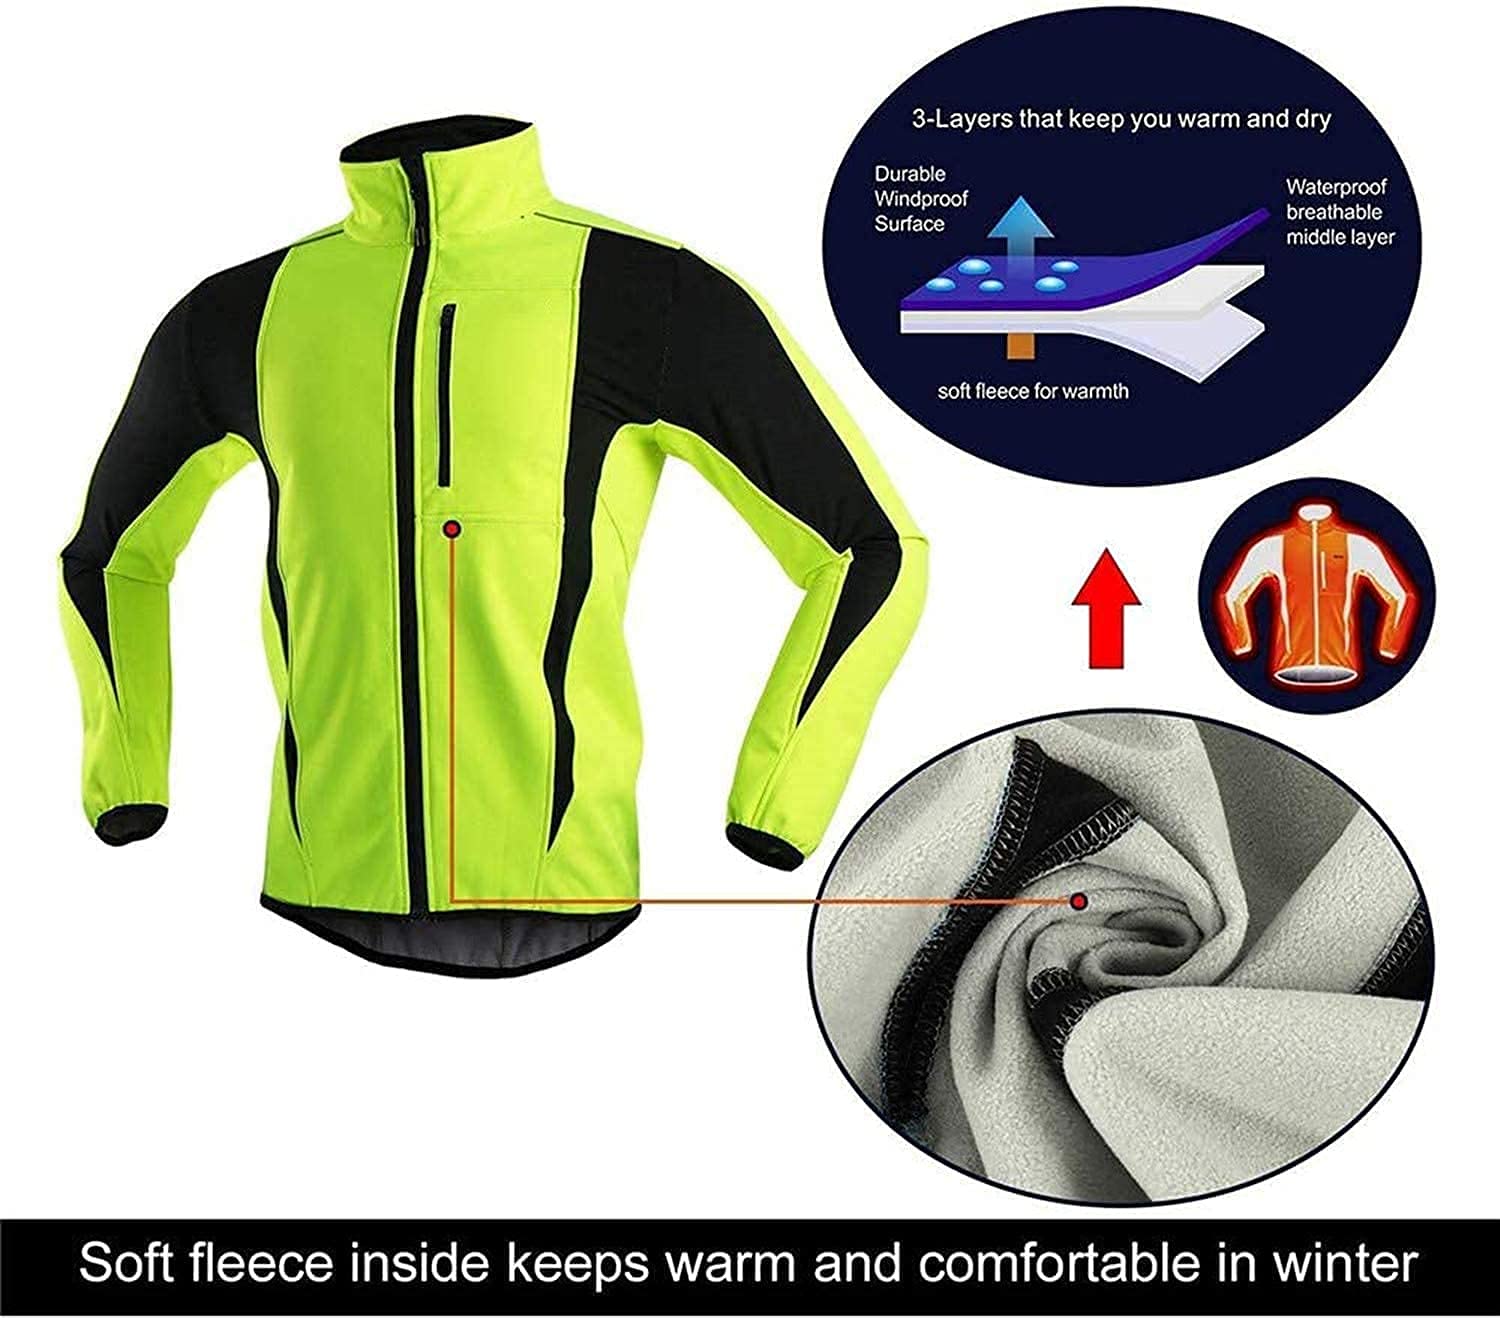 3-Layers that keep you warm and dry
Durable
Windproof
Surface
Waterproof
breathable
middle layer
soft fleece for warmth
Soft fleece inside keeps warm and comfortable in winter